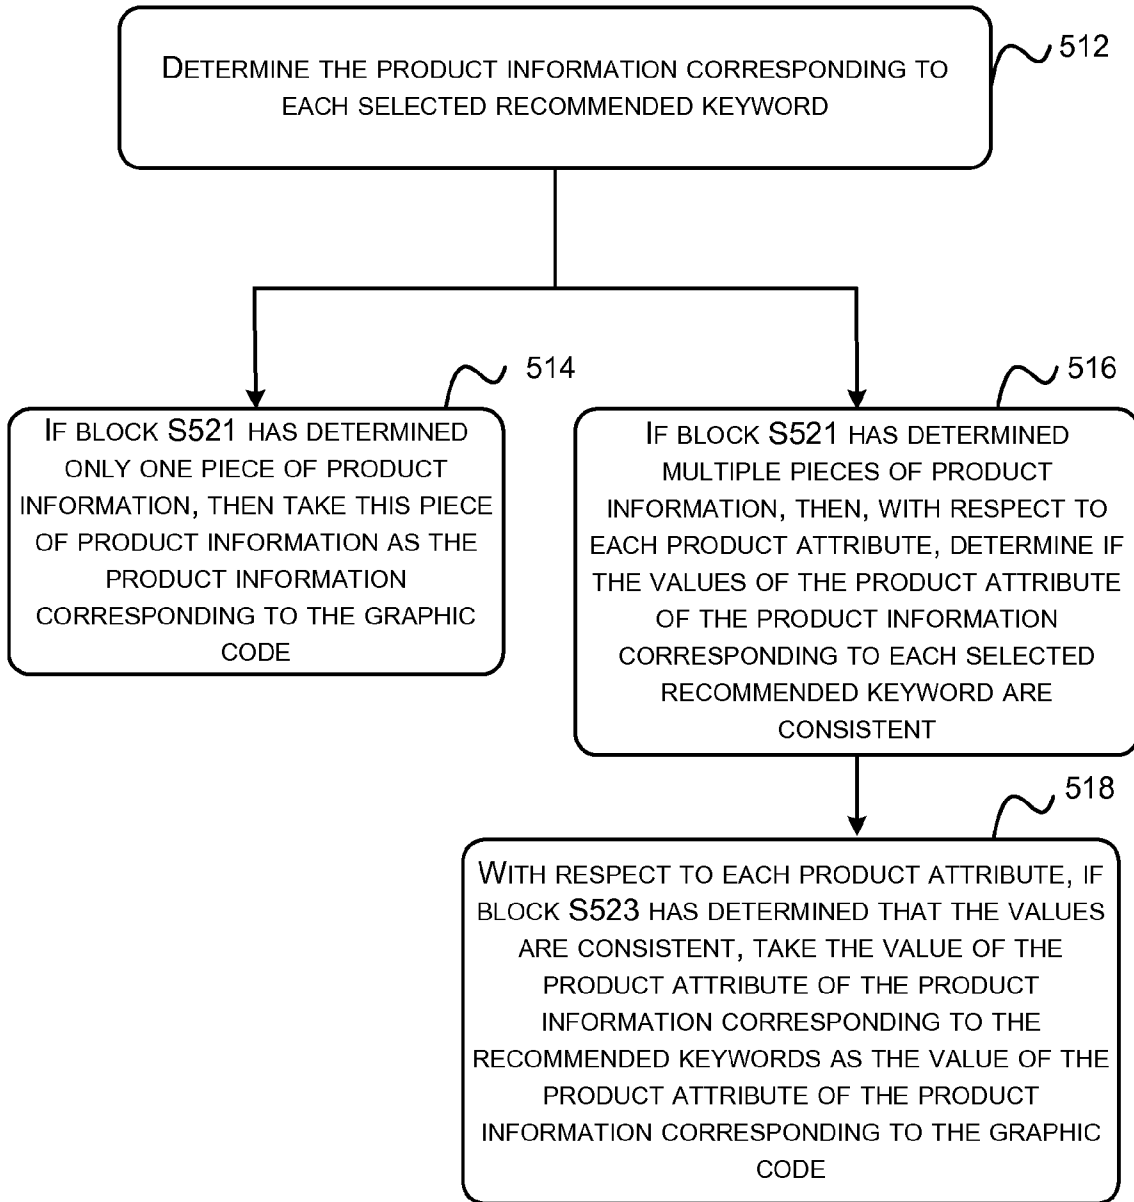 DETERMINE THE PRODUCT INFORMATION CORRESPONDING TO
EACH SELECTED RECOMMENDED KEYWORD
512
514
IF BLOCK S521 HAS DETERMINED
ONLY ONE PIECE OF PRODUCT
INFORMATION, THEN TAKE THIS PIECE
OF PRODUCT INFORMATION AS THE
PRODUCT INFORMATION
CORRESPONDING TO THE GRAPHIC
CODE
516
IF BLOCK S521 HAS DETERMINED
MULTIPLE PIECES OF PRODUCT
INFORMATION, THEN, WITH RESPECT TO
EACH PRODUCT ATTRIBUTE, DETERMINE IF
THE VALUES OF THE PRODUCT ATTRIBUTE
OF THE PRODUCT INFORMATION
CORRESPONDING TO EACH SELECTED
RECOMMENDED KEYWORD ARE
CONSISTENT
518
WITH RESPECT TO EACH PRODUCT ATTRIBUTE, IF
BLOCK S523 HAS DETERMINED THAT THE VALUES
ARE CONSISTENT, TAKE THE VALUE OF THE
PRODUCT ATTRIBUTE OF THE PRODUCT
INFORMATION CORRESPONDING TO THE
RECOMMENDED KEYWORDS AS THE VALUE OF THE
PRODUCT ATTRIBUTE OF THE PRODUCT
INFORMATION CORRESPONDING TO THE GRAPHIC
CODE